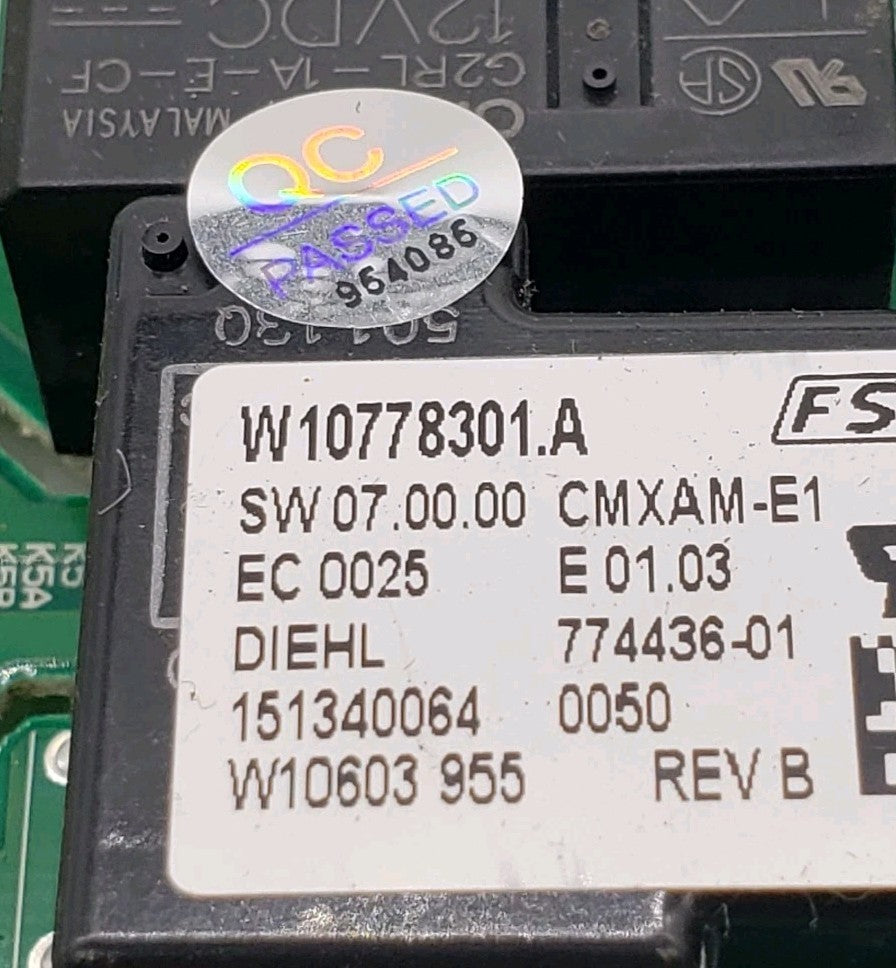 12VDC
G2RL-1A-E-CF
MALAYSIA
QC
PASSED
964086
50113Q
W10778301.A
FS
SW 07.00.00 CMXAM-E1
EC 0025 E 01.03
DIEHL 774436-01
151340064 0050
W10603 955 REV B